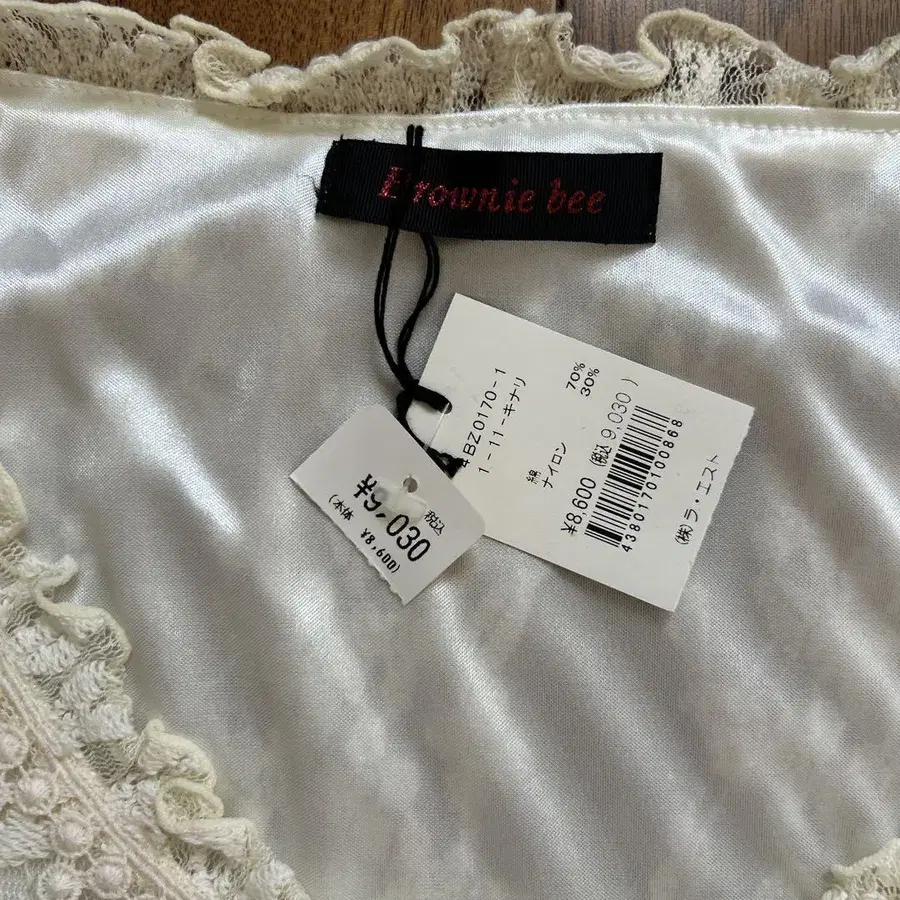 Brownie bee
BZ0170-1
1-11-キナリ
綿 70%
ナイロン 30%
¥8,600 (税込 9,030 )
4380170100868
(株)ラ・エスト
¥9,030
税込
(本体 ¥8,600)